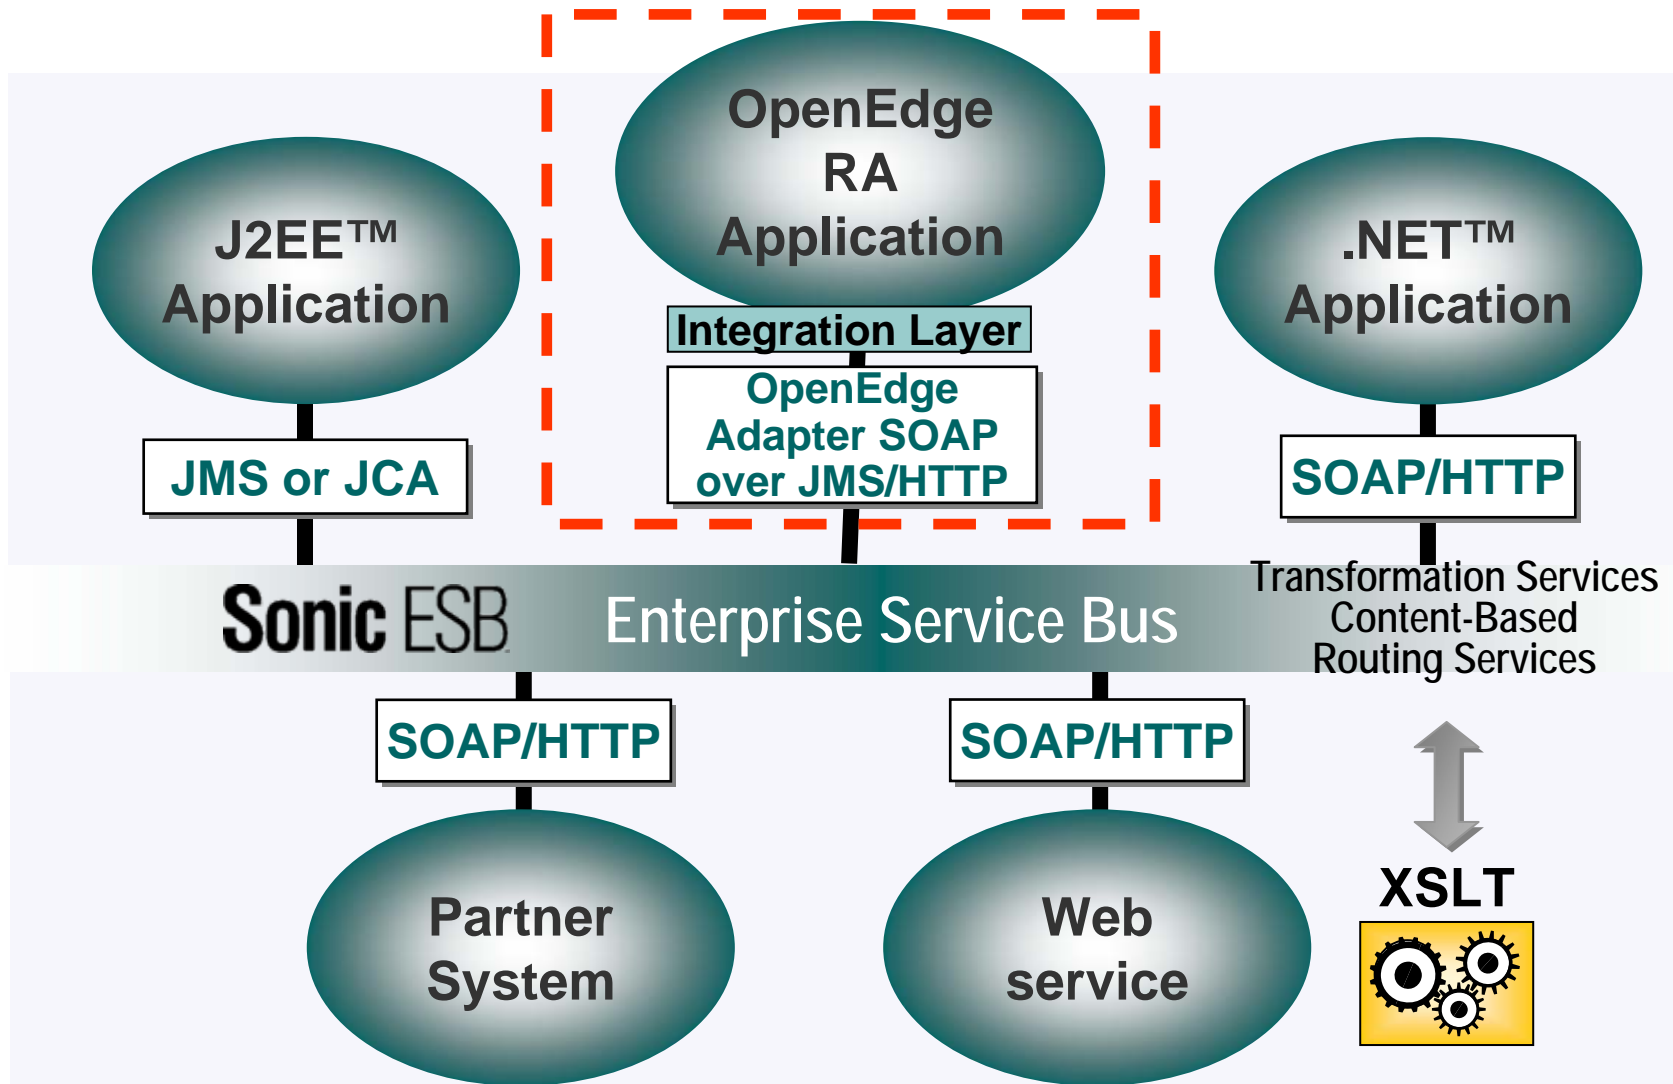 OpenEdge
RA
Application
J2EE™
Application
.NET™
Application
Integration Layer
OpenEdge
Adapter SOAP
over JMS/HTTP
JMS or JCA
SOAP/HTTP
Sonic ESB
Enterprise Service Bus
Transformation Services
Content-Based
Routing Services
SOAP/HTTP
SOAP/HTTP
XSLT
Partner
System
Web
service